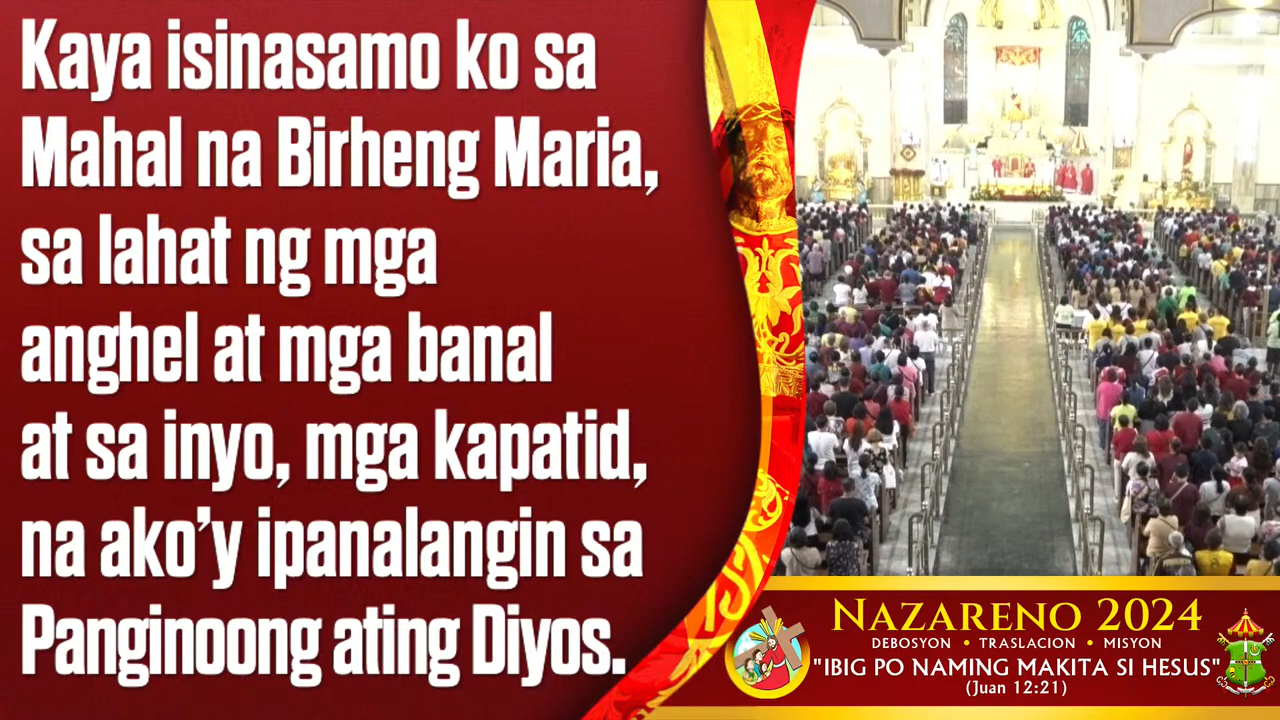 Kaya isinasamo ko sa
Mahal na Birheng Maria,
sa lahat ng mga
anghel at mga banal
at sa inyo, mga kapatid,
na ako'y ipanalangin sa
Panginoong ating Diyos.
NAZARENO 2024
DEBOSYON • TRASLACION • MISYON
"IBIG PO NAMING MAKITA SI HESUS"
(Juan 12:21)